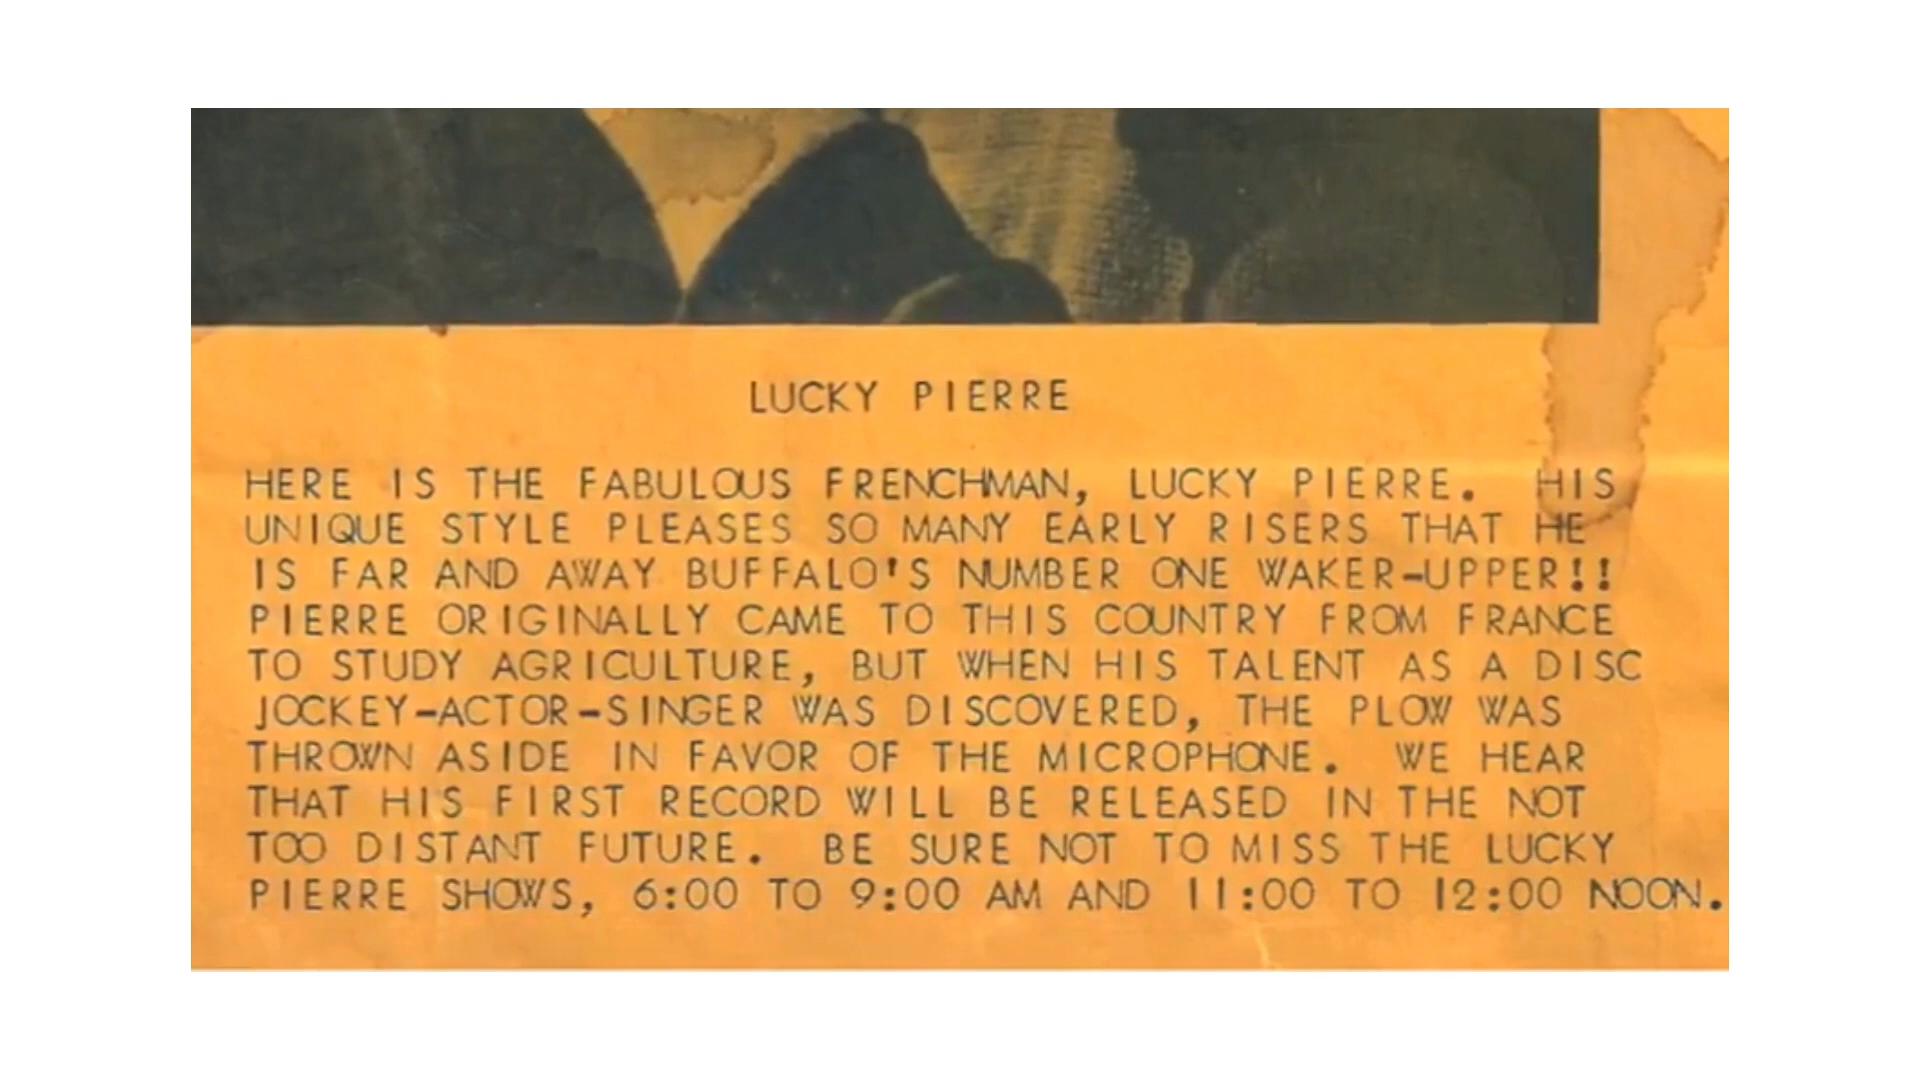 LUCKY PIERRE
HERE IS THE FABULOUS FRENCHMAN, LUCKY PIERRE. HIS
UNIQUE STYLE PLEASES SO MANY EARLY RISERS THAT HE
IS FAR AND AWAY BUFFALO'S NUMBER ONE WAKER-UPPER!!
PIERRE ORIGINALLY CAME TO THIS COUNTRY FROM FRANCE
TO STUDY AGRICULTURE, BUT WHEN HIS TALENT AS A DISC
JOCKEY-ACTOR-SINGER WAS DISCOVERED, THE PLOW WAS
THROWN ASIDE IN FAVOR OF THE MICROPHONE. WE HEAR
THAT HIS FIRST RECORD WILL BE RELEASED IN THE NOT
TOO DISTANT FUTURE. BE SURE NOT TO MISS THE LUCKY
PIERRE SHOWS, 6:00 TO 9:00 AM AND 11:00 TO 12:00 NOON.